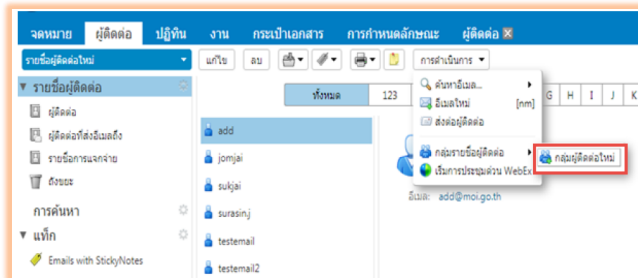 จดหมาย ผู้ติดต่อ ปฏิทิน งาน กระเป๋าเอกสาร การกำหนดลักษณะ ผู้ติดต่อ
รายชื่อผู้ติดต่อใหม่ แก้ไข ลบ การดำเนินการ
รายชื่อผู้ติดต่อ
ผู้ติดต่อ
ผู้ติดต่อที่ส่งอีเมลถึง
รายชื่อการแจกจ่าย
ถังขยะ
การค้นหา
แท็ก
Emails with StickyNotes
ทั้งหมด 123 G H I J K
add
jomjai
sukjai
surasin.j
testemail
testemail2
ค้นหาอีเมล...
อีเมลใหม่ [nm]
ส่งต่อผู้ติดต่อ
กลุ่มรายชื่อผู้ติดต่อ
เริ่มการประชุมด่วน WebEx
กลุ่มผู้ติดต่อใหม่
อีเมล: add@moi.go.th